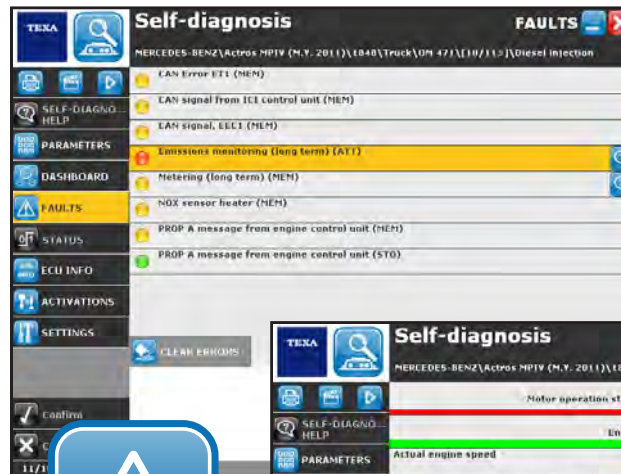 TEXA
Self-diagnosis
FAULTS
MERCEDES-BENZ\Actros MPIV (M.Y. 2011)\1840\Truck\OM 471\[10/11>]\Diesel injection
CAN Error ET1 (MEM)
CAN signal from ICI control unit (MEM)
CAN signal, EEC1 (MEM)
Emissions monitoring (long term) (ATT)
Metering (long term) (MEM)
NOX sensor heater (MEM)
PROP A message from engine control unit (MEM)
PROP A message from engine control unit (STO)
SELF-DIAGNO...
HELP
PARAMETERS
DASHBOARD
FAULTS
STATUS
ECU INFO
ACTIVATIONS
SETTINGS
CLEAR ERRORS
Confirm
C
11/1
TEXA
Self-diagnosis
MERCEDES-BENZ\Actros MPIV (M.Y. 2011)\18
SELF-DIAGNO...
HELP
PARAMETERS
Motor operation st
En
Actual engine speed